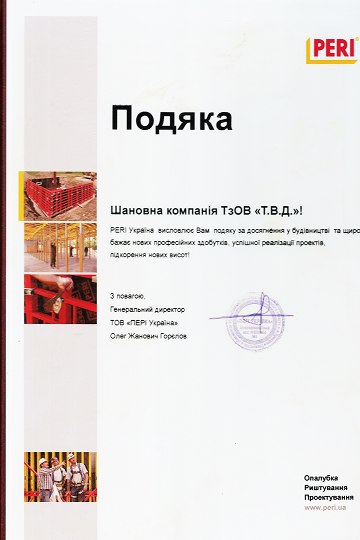 PERI
Подяка
Шановна компанія ТзОВ «Т.В.Д.»!
PERI Україна висловлює Вам подяку за досягнення у будівництві та щиро
бажає нових професійних здобутків, успішної реалізації проектів,
підкорення нових висот!
З повагою,
Генеральний директор
ТОВ «ПЕРІ Україна»
Олег Жанович Горєлов
Опалубка
Риштування
Проектування
www.peri.ua